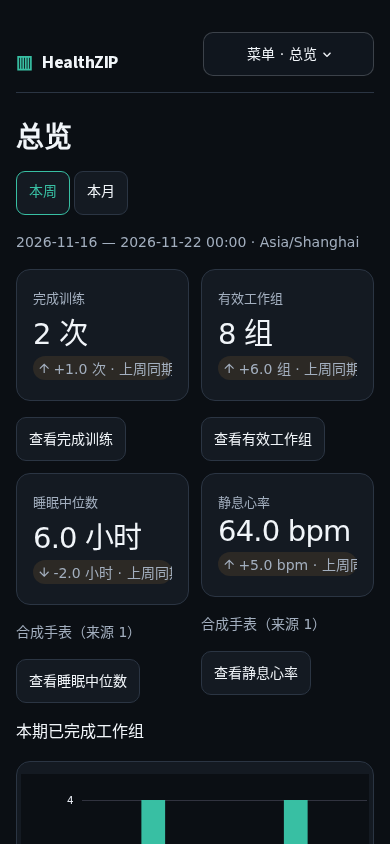 HealthZIP
菜单 · 总览
总览
本周
本月
2026-11-16 — 2026-11-22 00:00 · Asia/Shanghai
完成训练
2 次
↑ +1.0 次 · 上周同期
有效工作组
8 组
↑ +6.0 组 · 上周同期
查看完成训练
查看有效工作组
睡眠中位数
6.0 小时
↓ -2.0 小时 · 上周同
静息心率
64.0 bpm
↑ +5.0 bpm · 上周同
合成手表（来源 1）
合成手表（来源 1）
查看睡眠中位数
查看静息心率
本期已完成工作组
4